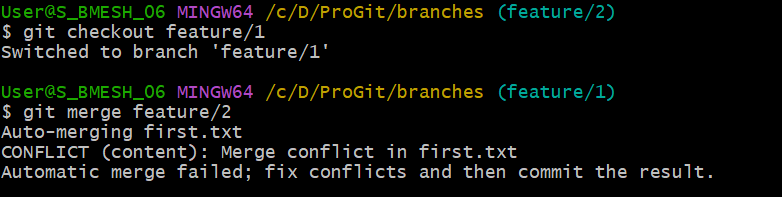 User@S_BMESH_06 MINGW64 /c/D/ProGit/branches (feature/2)
$ git checkout feature/1
Switched to branch 'feature/1'
User@S_BMESH_06 MINGW64 /c/D/ProGit/branches (feature/1)
$ git merge feature/2
Auto-merging first.txt
CONFLICT (content): Merge conflict in first.txt
Automatic merge failed; fix conflicts and then commit the result.